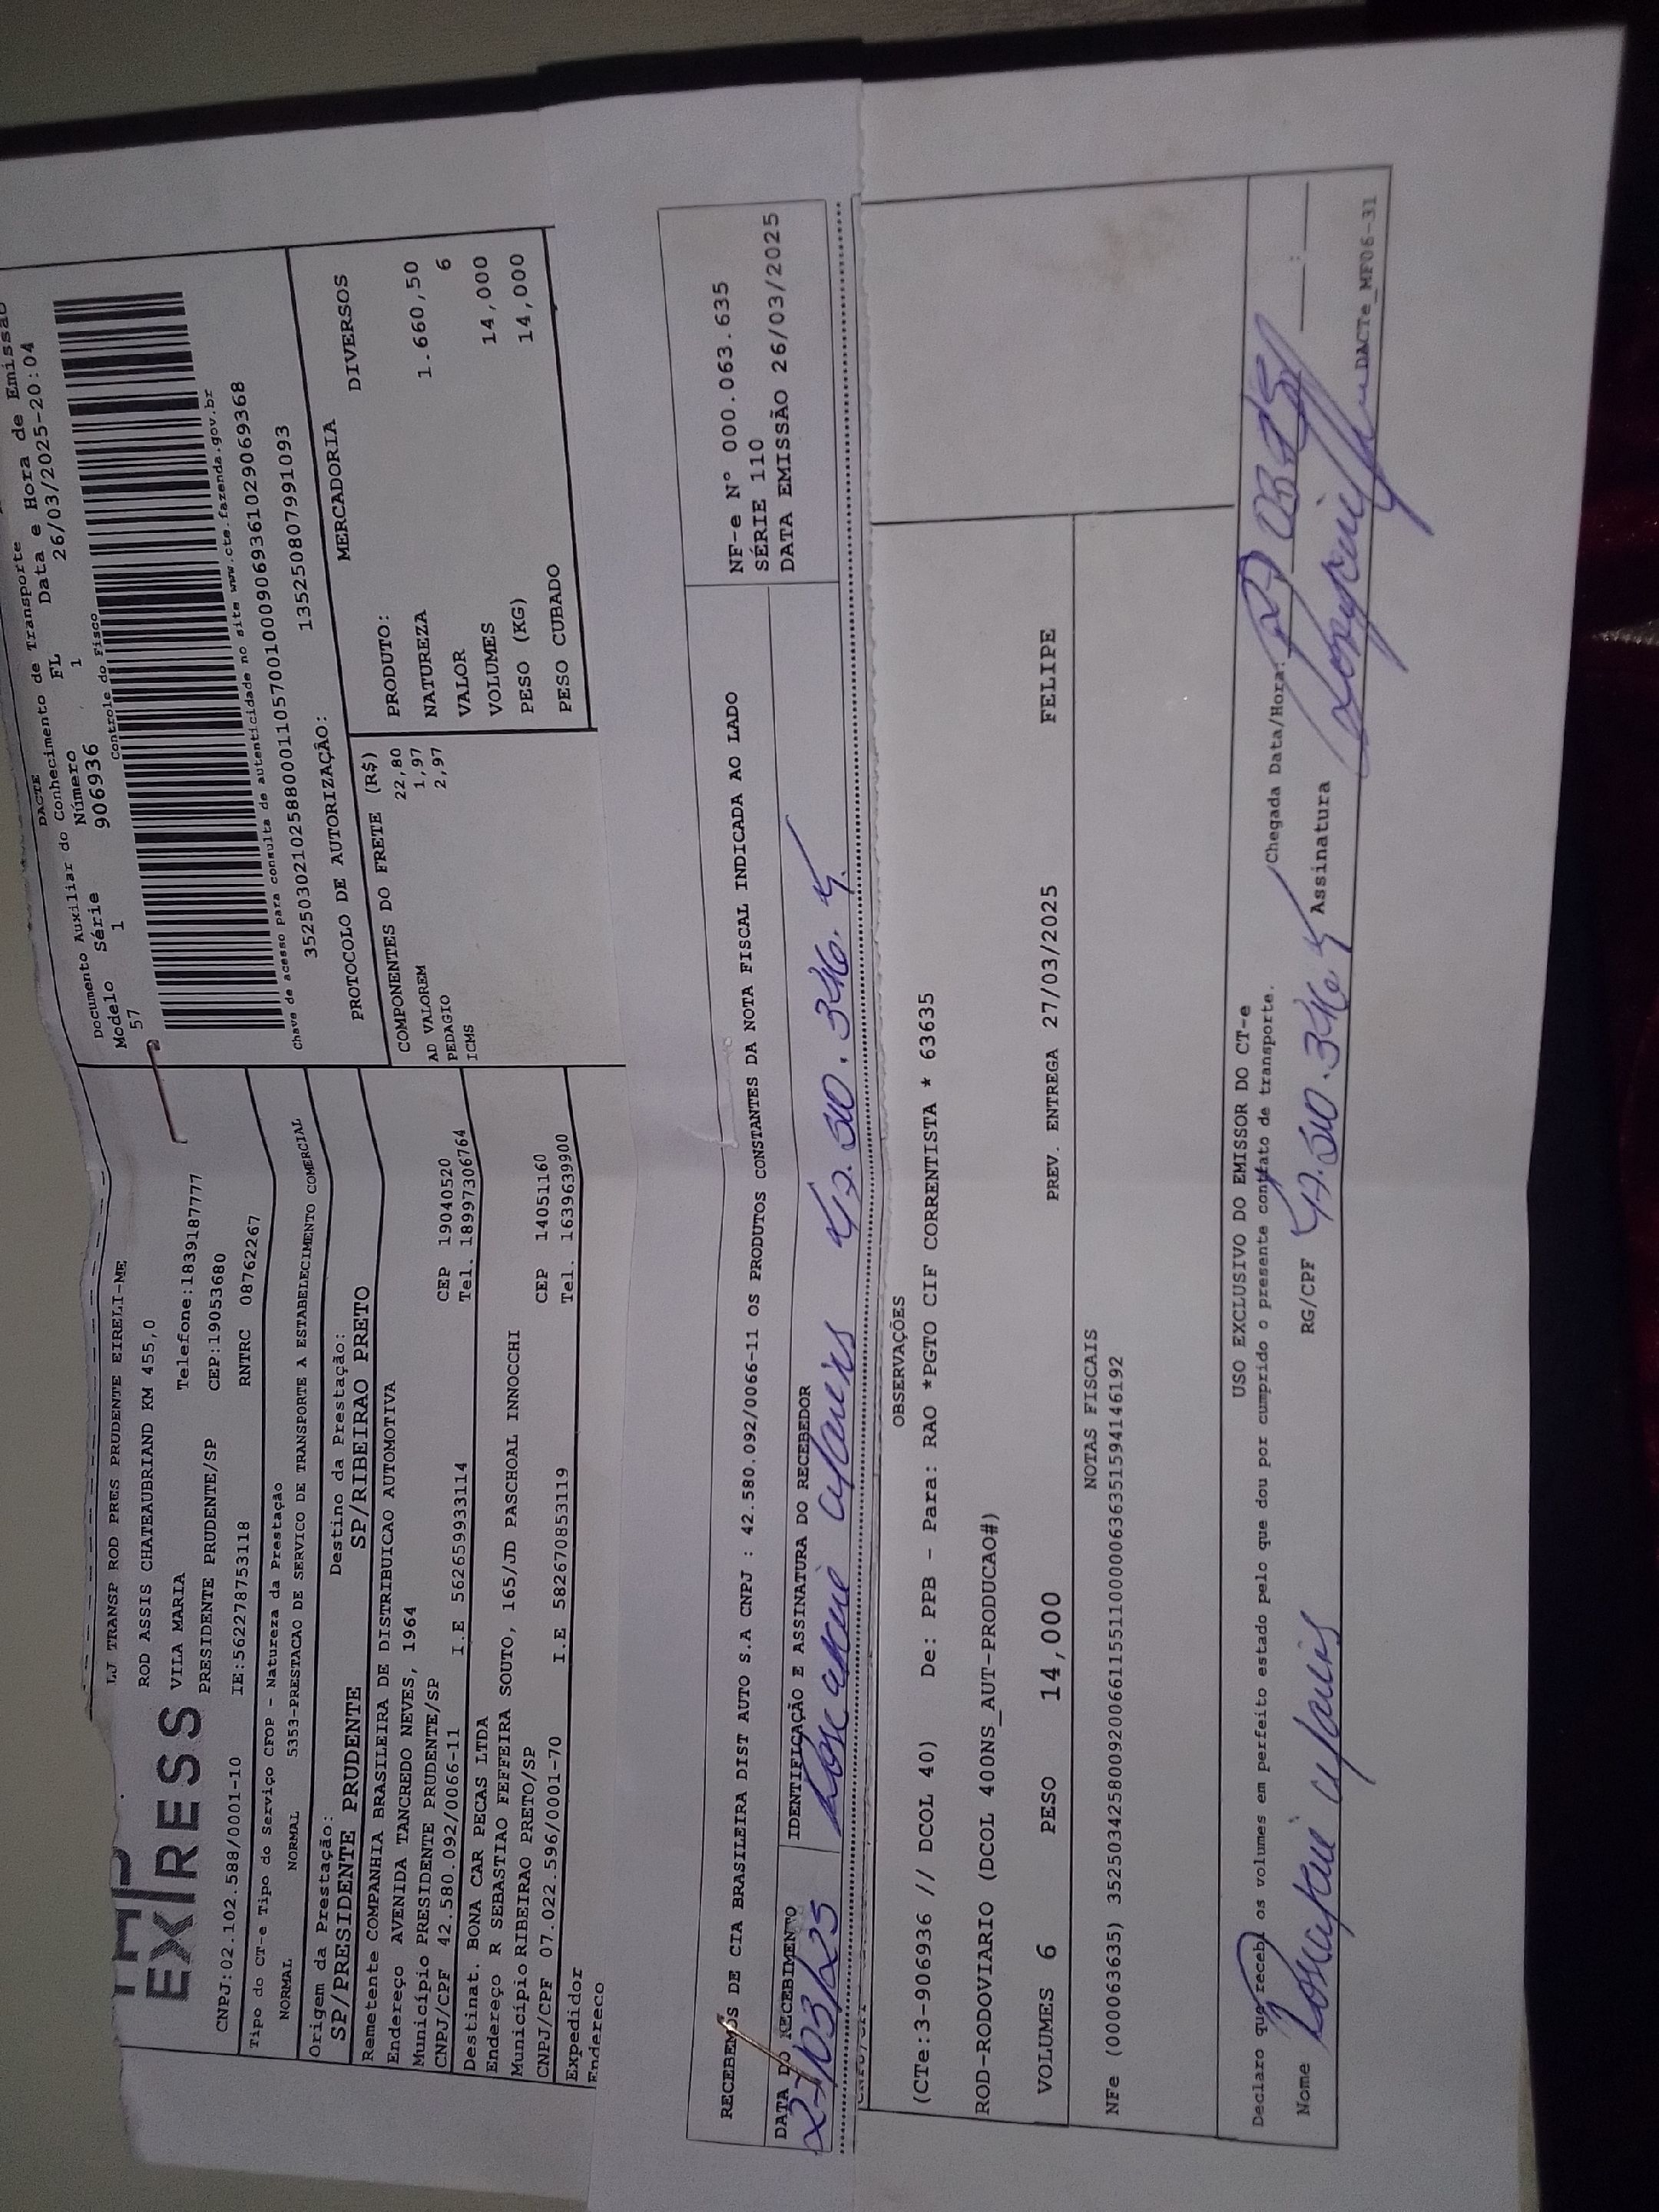 EXPRESS
LJ TRANSP ROD PRES PRUDENTE EIRELI-ME
ROD ASSIS CHATEAUBRIAND KM 455,0
VILA MARIA Telefone:1839187777
PRESIDENTE PRUDENTE/SP CEP:19053680
CNPJ:02.102.588/0001-10 IE:562278753118 RNTRC 08762267
Tipo do CT-e Tipo do Serviço CFOP - Natureza da Prestação
NORMAL NORMAL 5353-PRESTACAO DE SERVICO DE TRANSPORTE A ESTABELECIMENTO COMERCIAL
Origem da Prestação: Destino da Prestação:
SP/PRESIDENTE PRUDENTE SP/RIBEIRAO PRETO
Remetente COMPANHIA BRASILEIRA DE DISTRIBUICAO AUTOMOTIVA
Endereço AVENIDA TANCREDO NEVES, 1964
Município PRESIDENTE PRUDENTE/SP CEP 19040520
CNPJ/CPF 42.580.092/0066-11 I.E 562659933114 Tel. 18997306764
Destinat. BONA CAR PECAS LTDA
Endereço R SEBASTIAO FEFFEIRA SOUTO, 165/JD PASCHOAL INNOCCHI
Município RIBEIRAO PRETO/SP CEP 14051160
CNPJ/CPF 07.022.596/0001-70 I.E 582670853119 Tel. 1639639900
Expedidor
Endereco
DACTE
Documento Auxiliar do Conhecimento de Transporte
Modelo Série Número FL Data e Hora de Emissão
57 1 906936 1 26/03/2025-20:04
Controle do Fisco
Chave de acesso para consulta de autenticidade no site www.cte.fazenda.gov.br
35250302102588000110570010009069361029069368
PROTOCOLO DE AUTORIZAÇÃO: 135250807991093
COMPONENTES DO FRETE (R$)
22,80
AD VALOREM 1,97
PEDAGIO 2,97
ICMS
MERCADORIA
PRODUTO: DIVERSOS
NATUREZA
VALOR 1.660,50
VOLUMES 6
PESO (KG) 14,000
PESO CUBADO 14,000
RECEBEMOS DE CIA BRASILEIRA DIST AUTO S.A CNPJ : 42.580.092/0066-11 OS PRODUTOS CONSTANTES DA NOTA FISCAL INDICADA AO LADO
DATA DO RECEBIMENTO IDENTIFICAÇÃO E ASSINATURA DO RECEBEDOR
27/03/25
NF-e N° 000.063.635
SÉRIE 110
DATA EMISSÃO 26/03/2025
OBSERVAÇÕES
(CTe:3-906936 // DCOL 40) De: PPB - Para: RAO *PGTO CIF CORRENTISTA * 63635
ROD-RODOVIARIO (DCOL 400NS_AUT-PRODUCAO#)
VOLUMES 6 PESO 14,000 PREV. ENTREGA 27/03/2025 FELIPE
NOTAS FISCAIS
NFe (000063635) 35250342580092006611551100000636351594146192
USO EXCLUSIVO DO EMISSOR DO CT-e
Declaro que recebi os volumes em perfeito estado pelo que dou por cumprido o presente contrato de transporte. Chegada Data/Hora:
Nome RG/CPF Assinatura
DACTe_MF06-31